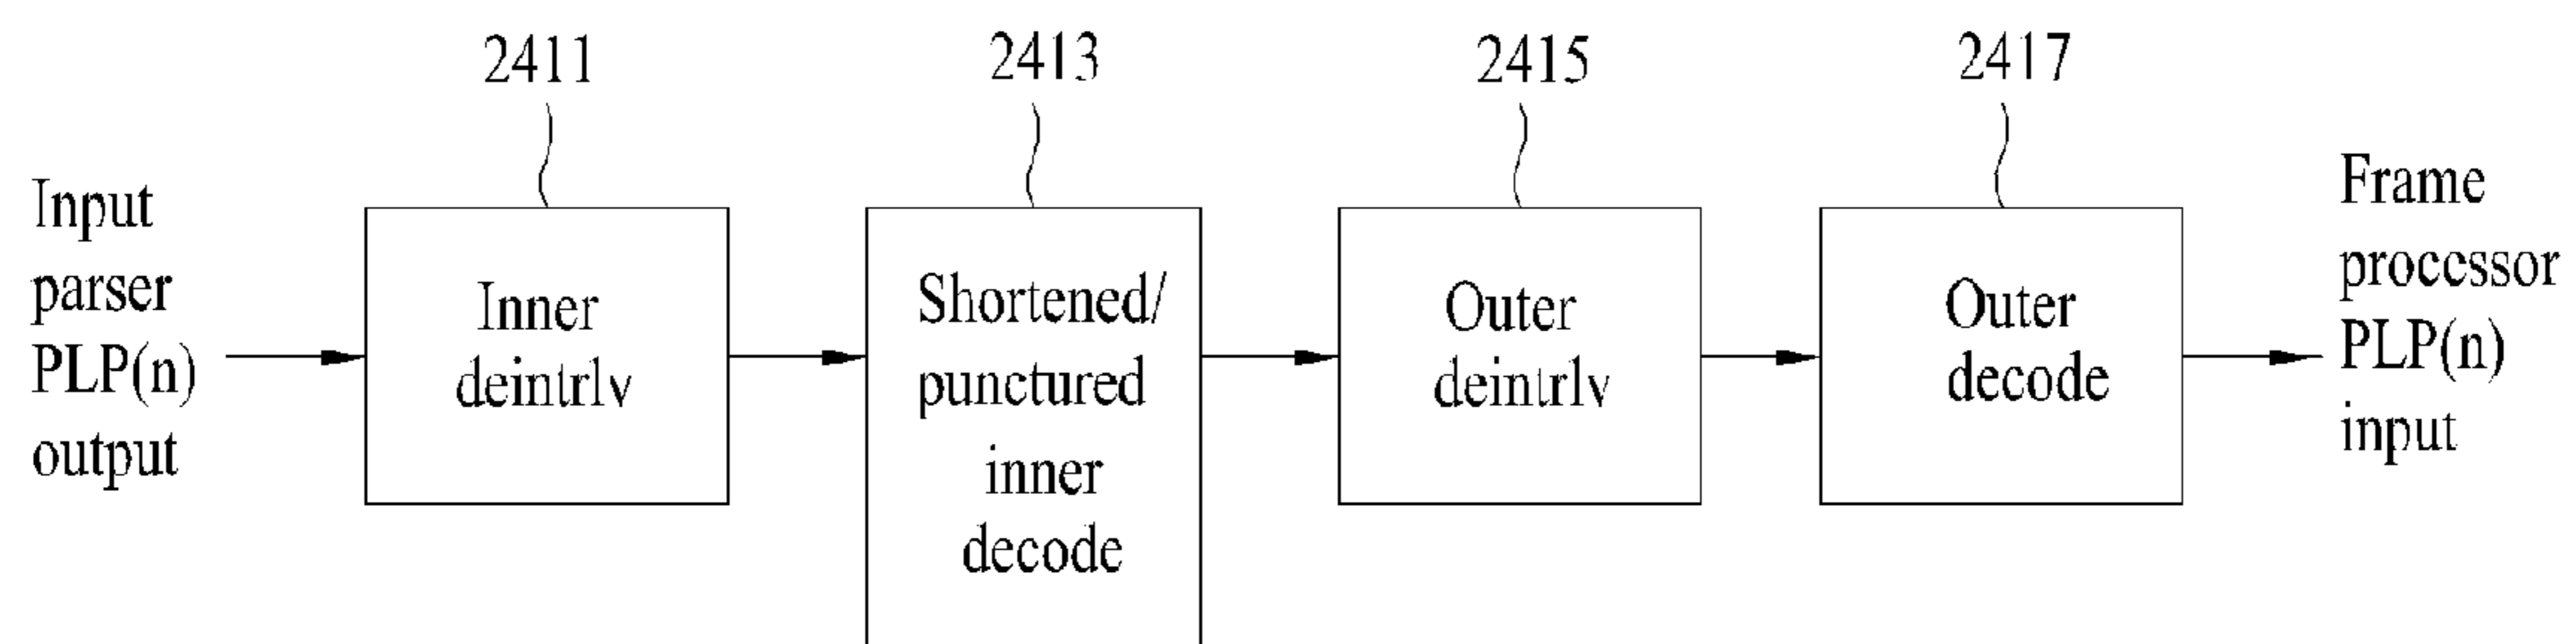 2411
2413
2415
2417
Input
parser
PLP(n)
output
Inner
deintrlv
Shortened/
punctured
inner
decode
Outer
deintrlv
Outer
decode
Frame
processor
PLP(n)
input